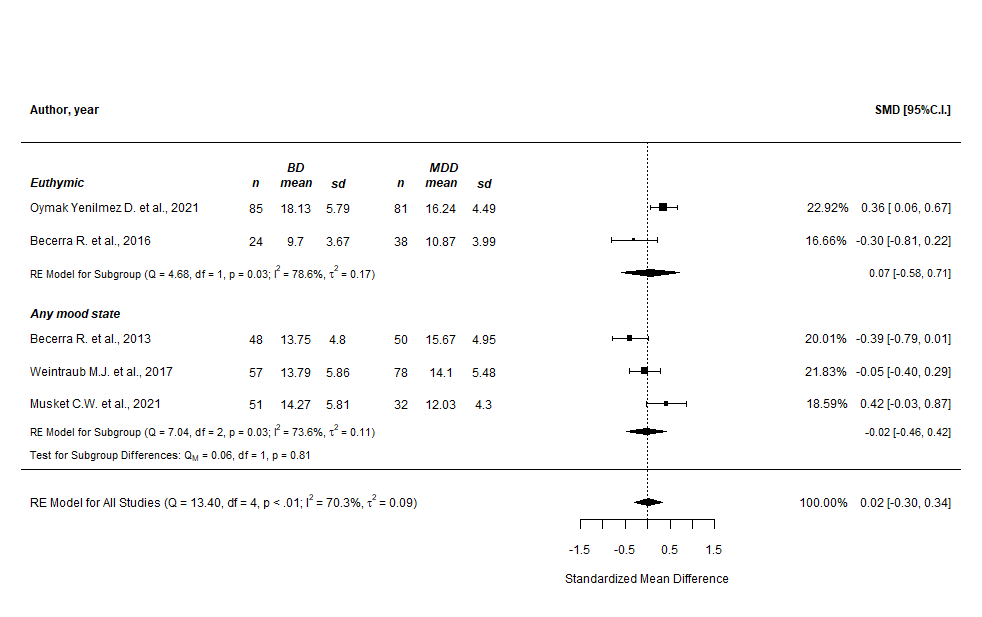 Author, year SMD [95%C.I.]
BD MDD
Euthymic n mean sd n mean sd
Oymak Yenilmez D. et al., 2021 85 18.13 5.79 81 16.24 4.49 22.92% 0.36 [ 0.06, 0.67]
Becerra R. et al., 2016 24 9.7 3.67 38 10.87 3.99 16.66% -0.30 [-0.81, 0.22]
RE Model for Subgroup (Q = 4.68, df = 1, p = 0.03; I² = 78.6%, τ² = 0.17) 0.07 [-0.58, 0.71]
Any mood state
Becerra R. et al., 2013 48 13.75 4.8 50 15.67 4.95 20.01% -0.39 [-0.79, 0.01]
Weintraub M.J. et al., 2017 57 13.79 5.86 78 14.1 5.48 21.83% -0.05 [-0.40, 0.29]
Musket C.W. et al., 2021 51 14.27 5.81 32 12.03 4.3 18.59% 0.42 [-0.03, 0.87]
RE Model for Subgroup (Q = 7.04, df = 2, p = 0.03; I² = 73.6%, τ² = 0.11) -0.02 [-0.46, 0.42]
Test for Subgroup Differences: Q_M = 0.06, df = 1, p = 0.81
RE Model for All Studies (Q = 13.40, df = 4, p < .01; I² = 70.3%, τ² = 0.09) 100.00% 0.02 [-0.30, 0.34]
-1.5 -0.5 0.5 1.5
Standardized Mean Difference